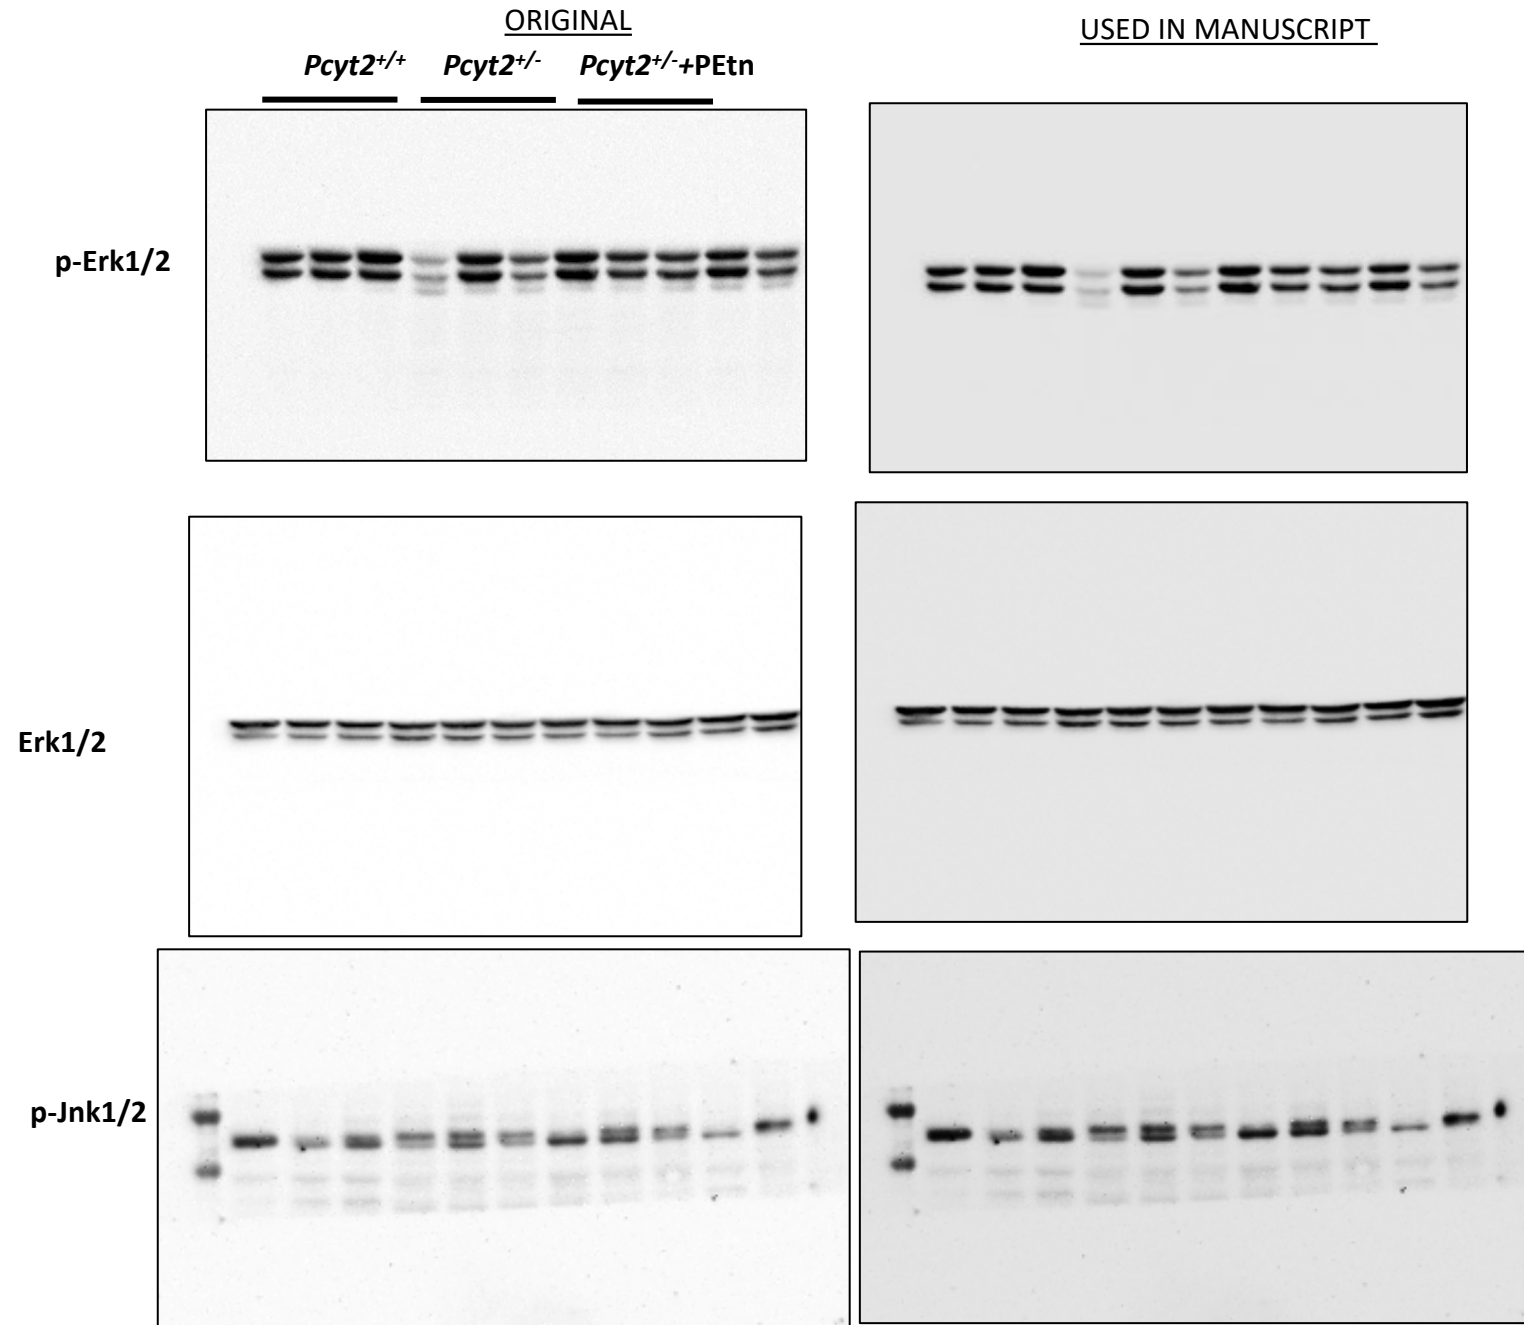 ORIGINAL
USED IN MANUSCRIPT
Pcyt2+/+ Pcyt2+/- Pcyt2+/-+PEtn
p-Erk1/2
Erk1/2
p-Jnk1/2